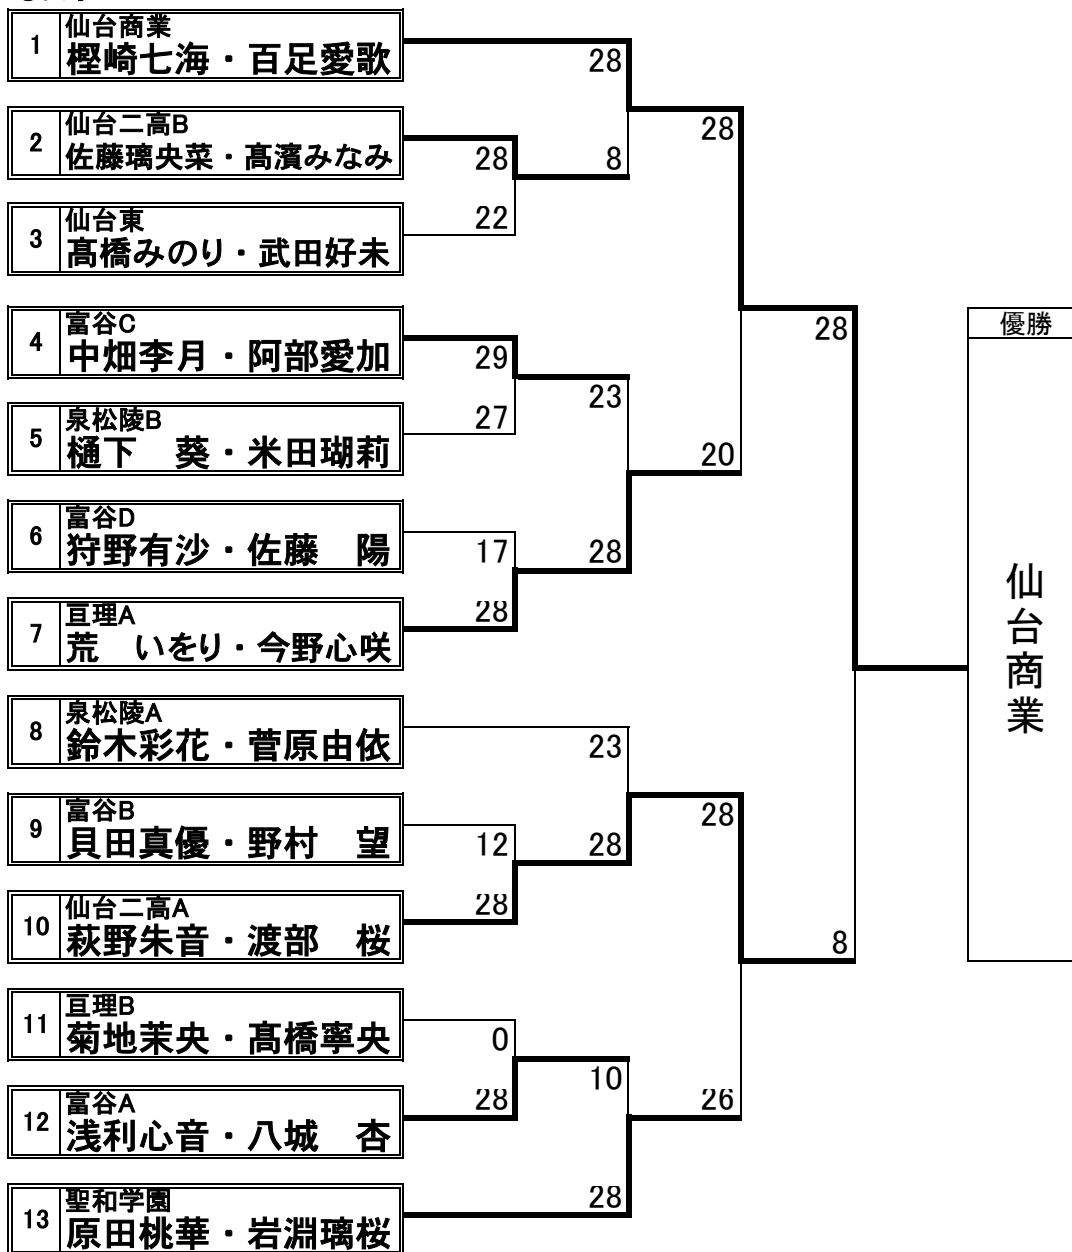 1
仙台商業
樫崎七海・百足愛歌
28
2
仙台二高B
佐藤璃央菜・髙濱みなみ
28
8
28
3
仙台東
髙橋みのり・武田好未
22
4
富谷C
中畑李月・阿部愛加
29
23
28
優勝
5
泉松陵B
樋下　葵・米田瑚莉
27
20
6
富谷D
狩野有沙・佐藤　陽
17
28
7
亘理A
荒　いをり・今野心咲
28
仙台商業
8
泉松陵A
鈴木彩花・菅原由依
23
9
富谷B
貝田真優・野村　望
12
28
28
10
仙台二高A
萩野朱音・渡部　桜
28
8
11
亘理B
菊地茉央・髙橋寧央
0
10
12
富谷A
浅利心音・八城　杏
28
26
13
聖和学園
原田桃華・岩淵璃桜
28